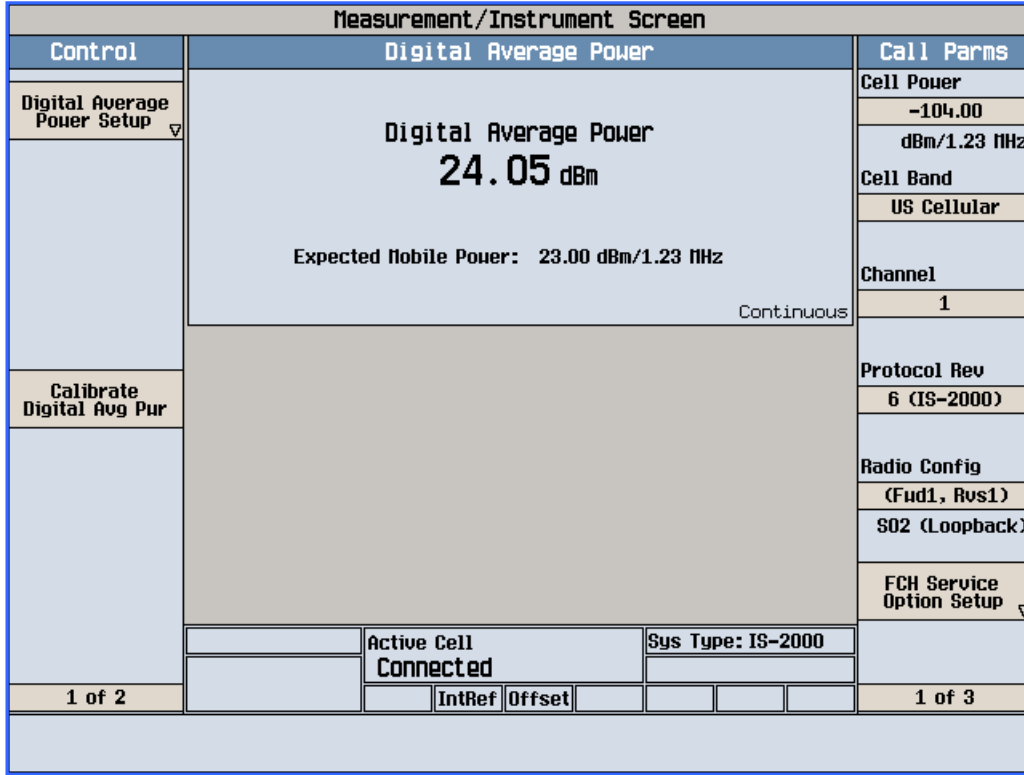 Measurement/Instrument Screen
Control
Digital Average
Power Setup
Calibrate
Digital Avg Pwr
1 of 2
Digital Average Power
Digital Average Power
24.05 dBm
Expected Mobile Power: 23.00 dBm/1.23 MHz
Continuous
Active Cell
Connected
Sys Type: IS-2000
IntRef
Offset
Call Parms
Cell Power
-104.00
dBm/1.23 MHz
Cell Band
US Cellular
Channel
1
Protocol Rev
6 (IS-2000)
Radio Config
(Fwd1, Rvs1)
SO2 (Loopback)
FCH Service
Option Setup
1 of 3